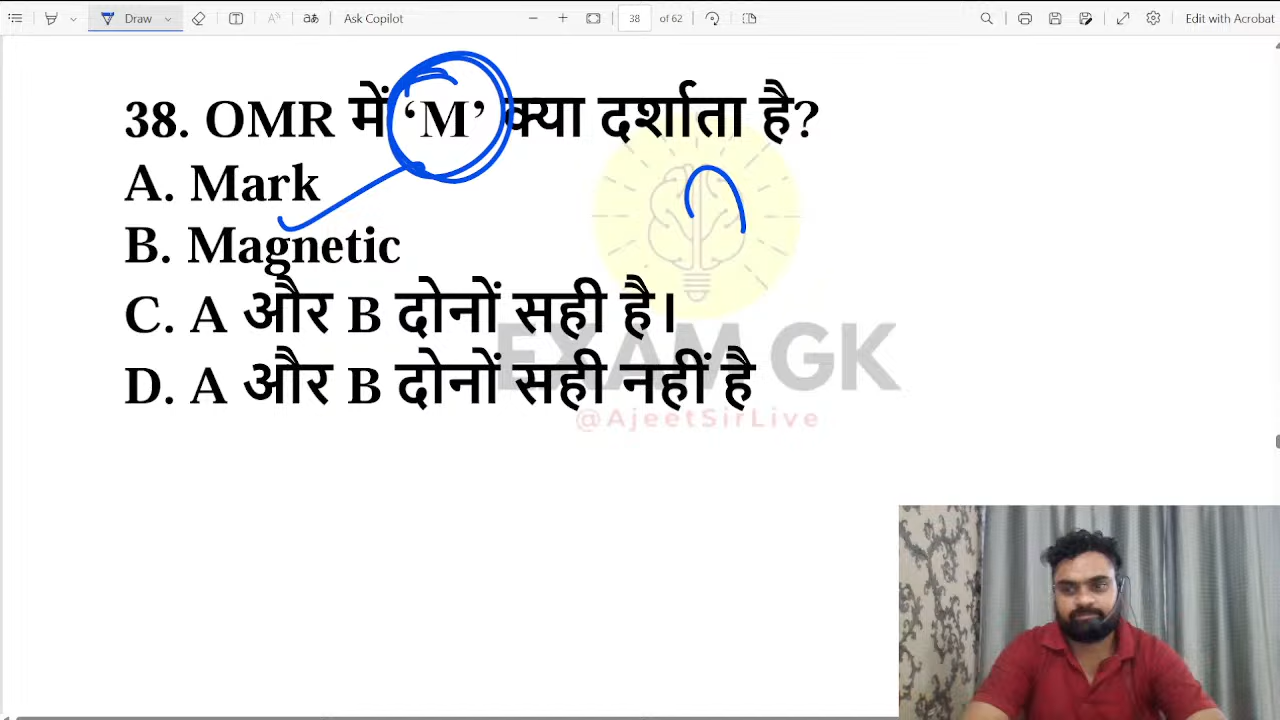 Draw
Ask Copilot
38 of 62
Edit with Acrobat
38. OMR में ‘M’ क्या दर्शाता है?
A. Mark
B. Magnetic
C. A और B दोनों सही है।
D. A और B दोनों सही नहीं है
EXAM GK
@AjeetSirLive